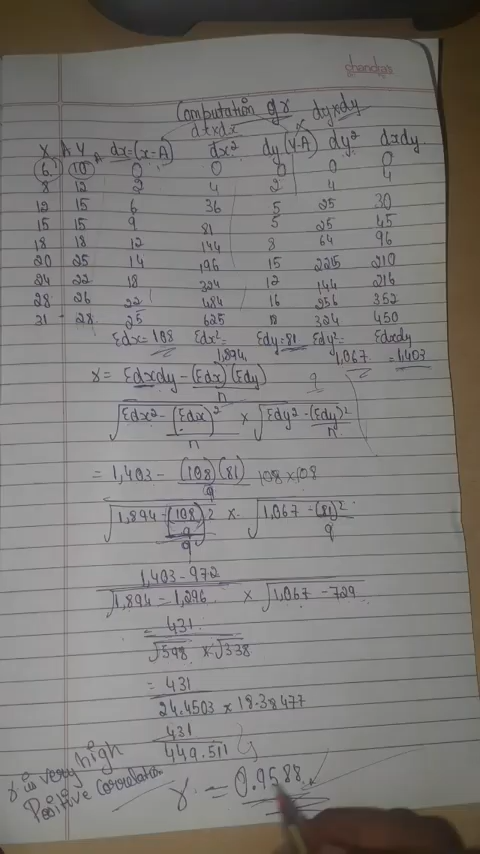 chandan
Computation of r
dx×dx dy×dy
X A Y A dx=(x-A) dx² dy (Y-A) dy² dxdy
6 10 0 0 0 0 0
8 12 2 4 2 4 4
12 15 6 36 5 25 30
15 15 9 81 5 25 45
18 18 12 144 8 64 96
20 25 14 196 15 225 210
24 22 18 324 12 144 216
28 26 22 484 16 256 352
31 28 25 625 18 324 450
Σdx=108 Σdx²= Σdy=81 Σdy²= Σdxdy
1,894 1,067 =1,403
r = Σdxdy - (Σdx)(Σdy) 9
n
√Σdx² - (Σdx)² × √Σdy² - (Σdy)²
n n
= 1,403 - (108)(81) 108×108
9
√1,894 - (108)² × √1,067 - (81)²
9 9
9
1,403 - 972
√1,894 - 1,296 × √1,067 - 729
= 431
√598 × √338
= 431
24.4503 × 18.38477
431
449.511
r is very high
Positive correlation
r = 0.9588